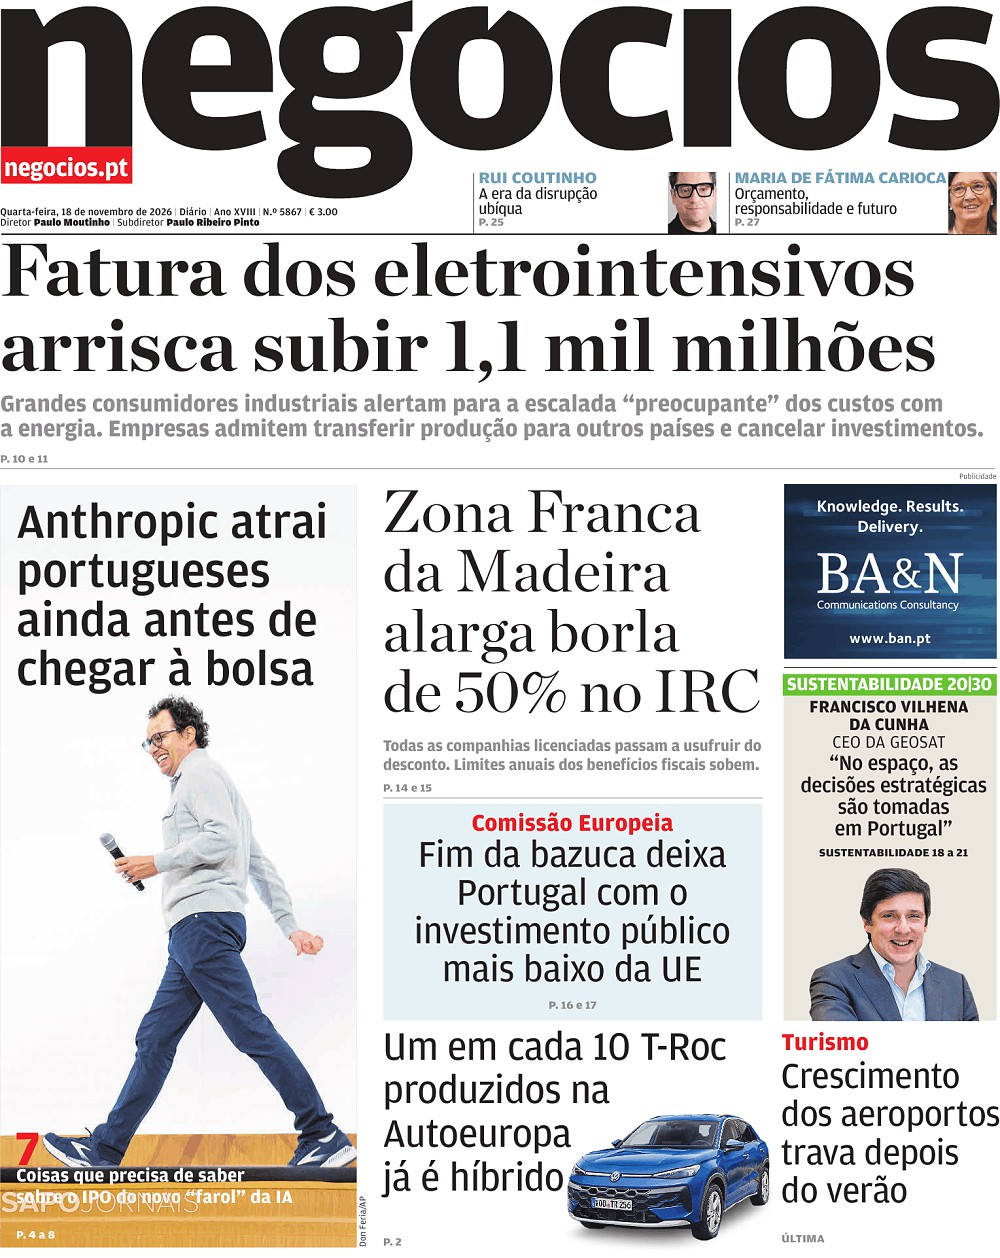 negocios
negocios.pt
Quarta-feira, 18 de novembro de 2026 | Diário | Ano XVIII | N.º 5867 | € 3.00
Diretor Paulo Moutinho | Subdiretor Paulo Ribeiro Pinto
RUI COUTINHO
A era da disrupção
ubíqua
P. 25
MARIA DE FÁTIMA CARIOCA
Orçamento,
responsabilidade e futuro
P. 27
Fatura dos eletrointensivos
arrisca subir 1,1 mil milhões
Grandes consumidores industriais alertam para a escalada “preocupante” dos custos com
a energia. Empresas admitem transferir produção para outros países e cancelar investimentos.
P. 10 e 11
Anthropic atrai
portugueses
ainda antes de
chegar à bolsa
7
Coisas que precisa de saber
sobre o IPO do novo “farol” da IA
SAPOJORNAIS
P. 4 a 8
Don Feria/AP
Zona Franca
da Madeira
alarga borla
de 50% no IRC
Todas as companhias licenciadas passam a usufruir do
desconto. Limites anuais dos benefícios fiscais sobem.
P. 14 e 15
Comissão Europeia
Fim da bazuca deixa
Portugal com o
investimento público
mais baixo da UE
P. 16 e 17
Um em cada 10 T-Roc
produzidos na
Autoeuropa
já é híbrido
P. 2
Publicidade
Knowledge. Results.
Delivery.
BA&N
Communications Consultancy
www.ban.pt
SUSTENTABILIDADE 20|30
FRANCISCO VILHENA
DA CUNHA
CEO DA GEOSAT
“No espaço, as
decisões estratégicas
são tomadas
em Portugal”
SUSTENTABILIDADE 18 a 21
Turismo
Crescimento
dos aeroportos
trava depois
do verão
ÚLTIMA